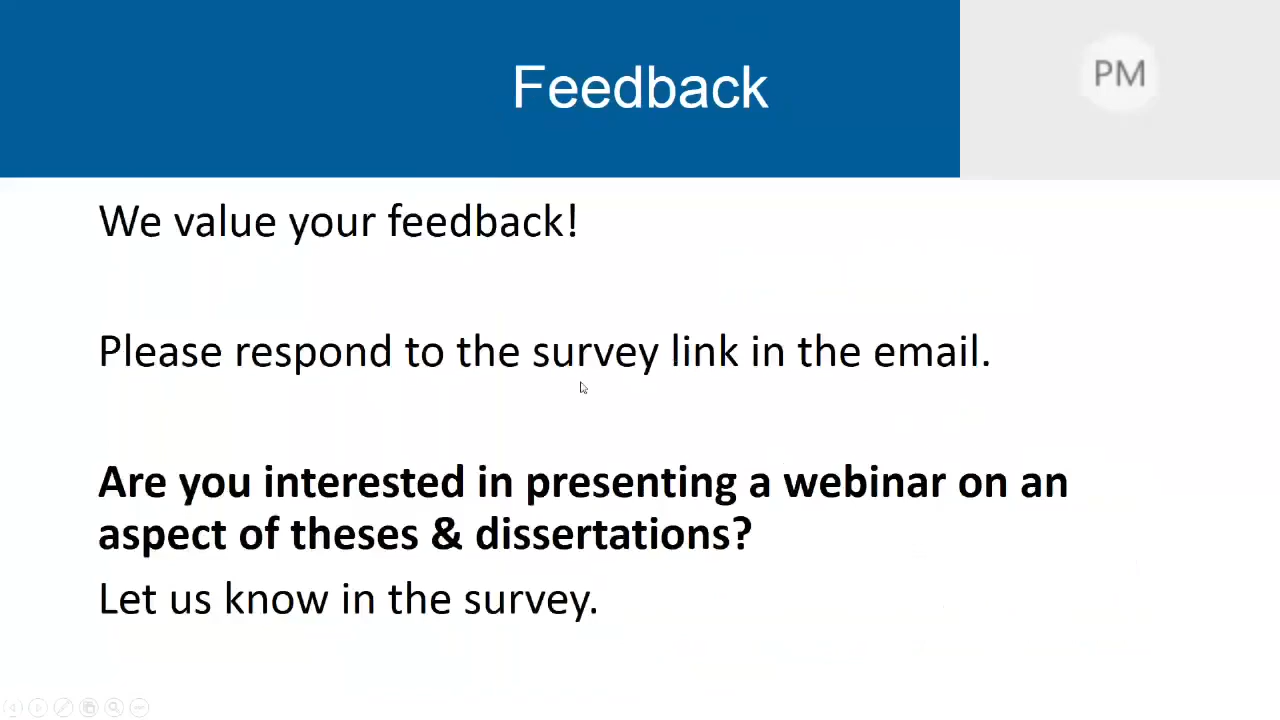 Feedback
PM
We value your feedback!
Please respond to the survey link in the email.
Are you interested in presenting a webinar on an
aspect of theses & dissertations?
Let us know in the survey.